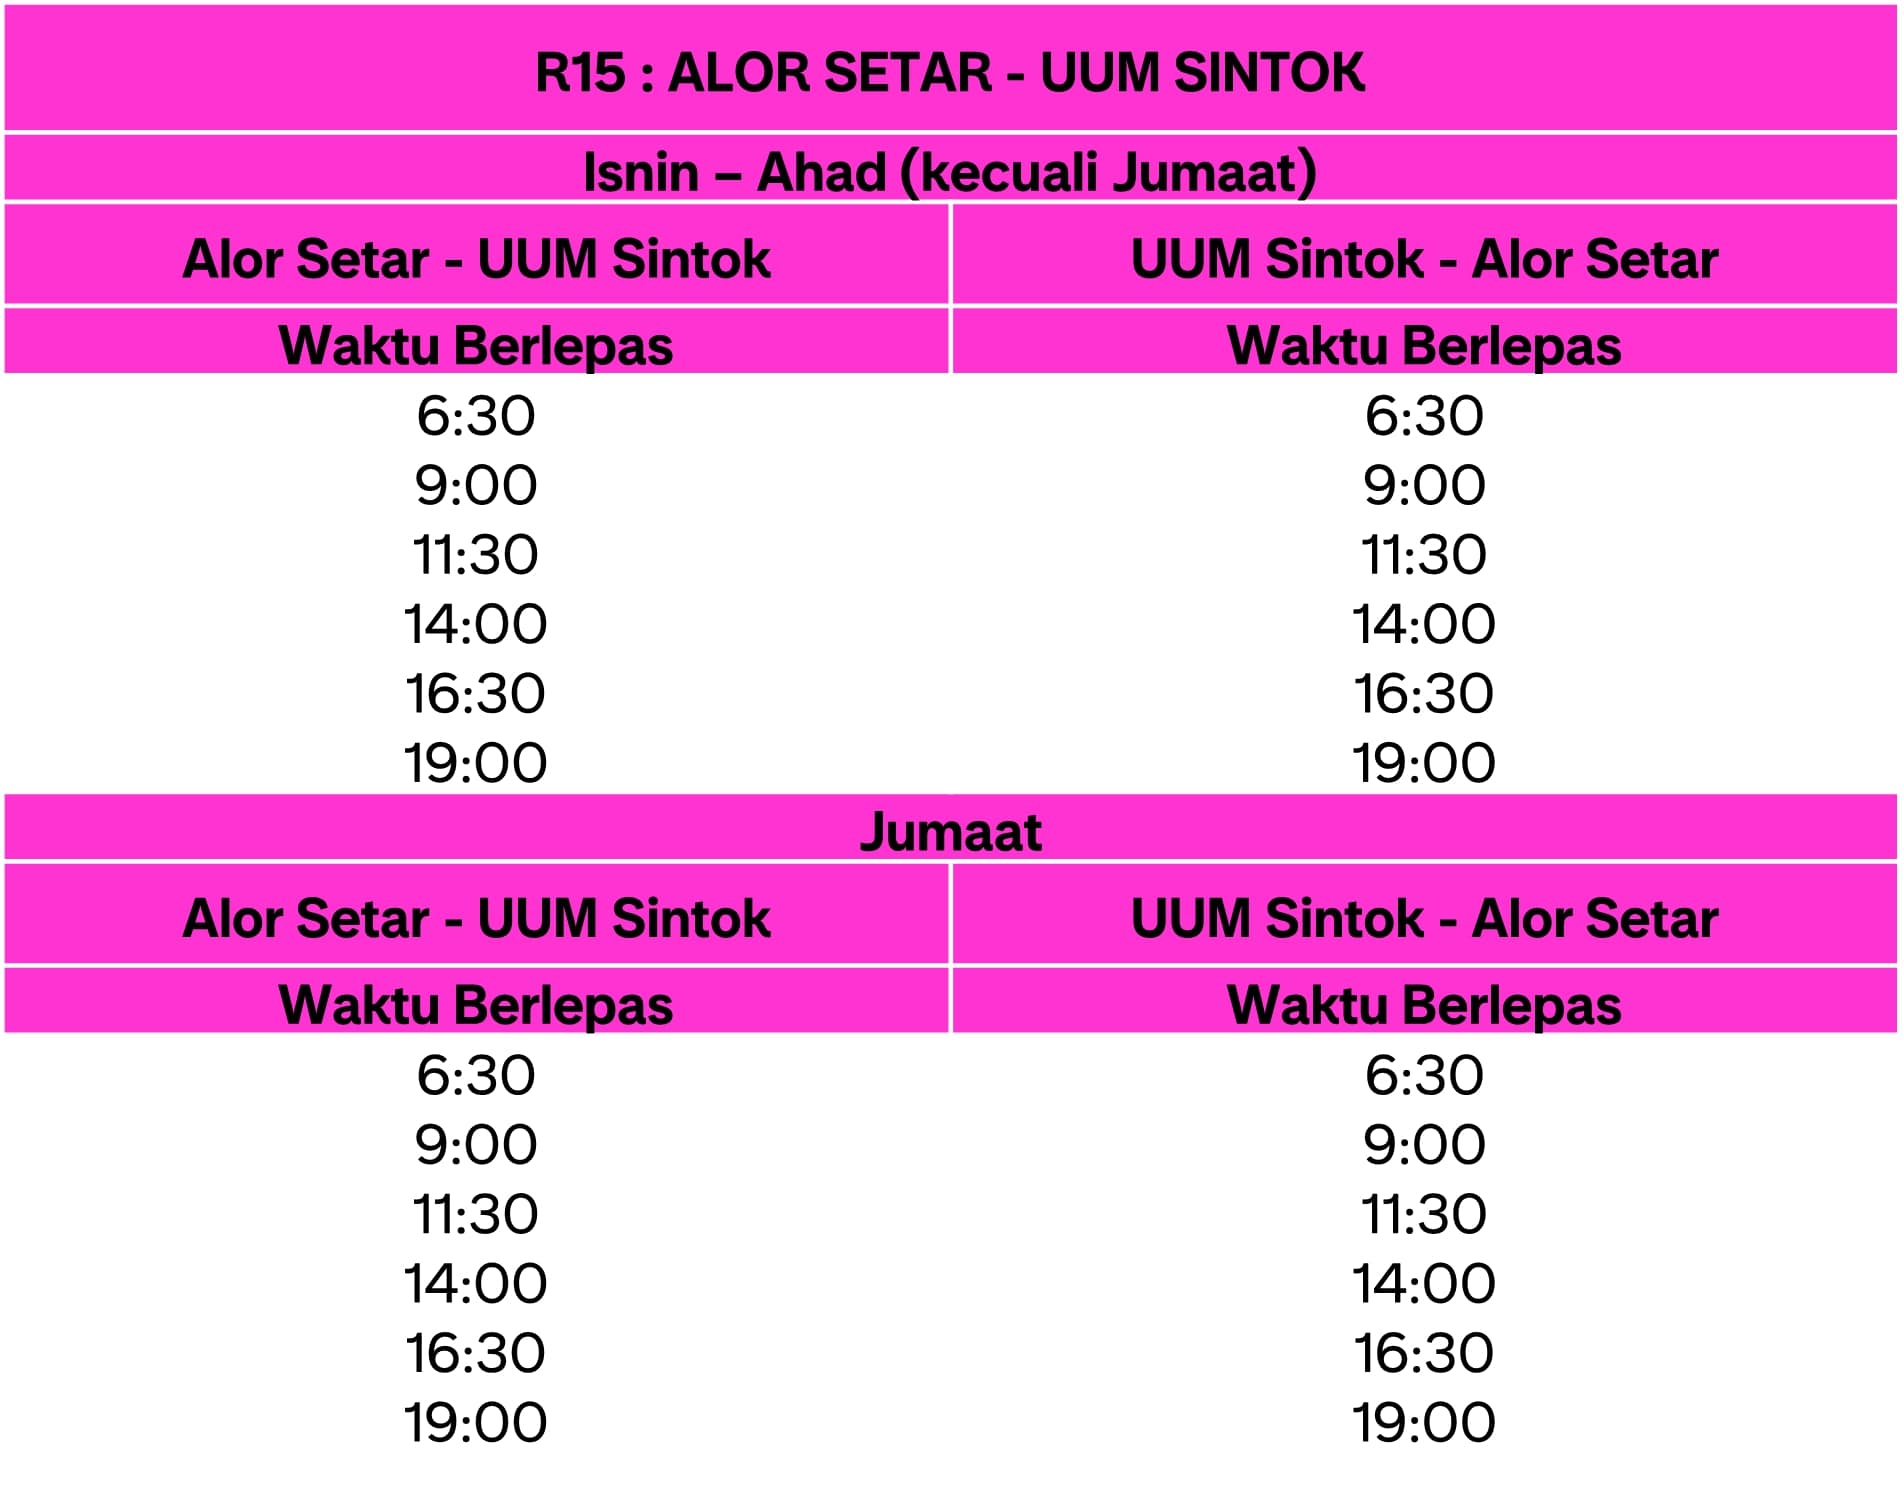 R15 : ALOR SETAR - UUM SINTOK
Isnin – Ahad (kecuali Jumaat)
Alor Setar - UUM Sintok UUM Sintok - Alor Setar
Waktu Berlepas Waktu Berlepas
6:30 6:30
9:00 9:00
11:30 11:30
14:00 14:00
16:30 16:30
19:00 19:00
Jumaat
Alor Setar - UUM Sintok UUM Sintok - Alor Setar
Waktu Berlepas Waktu Berlepas
6:30 6:30
9:00 9:00
11:30 11:30
14:00 14:00
16:30 16:30
19:00 19:00